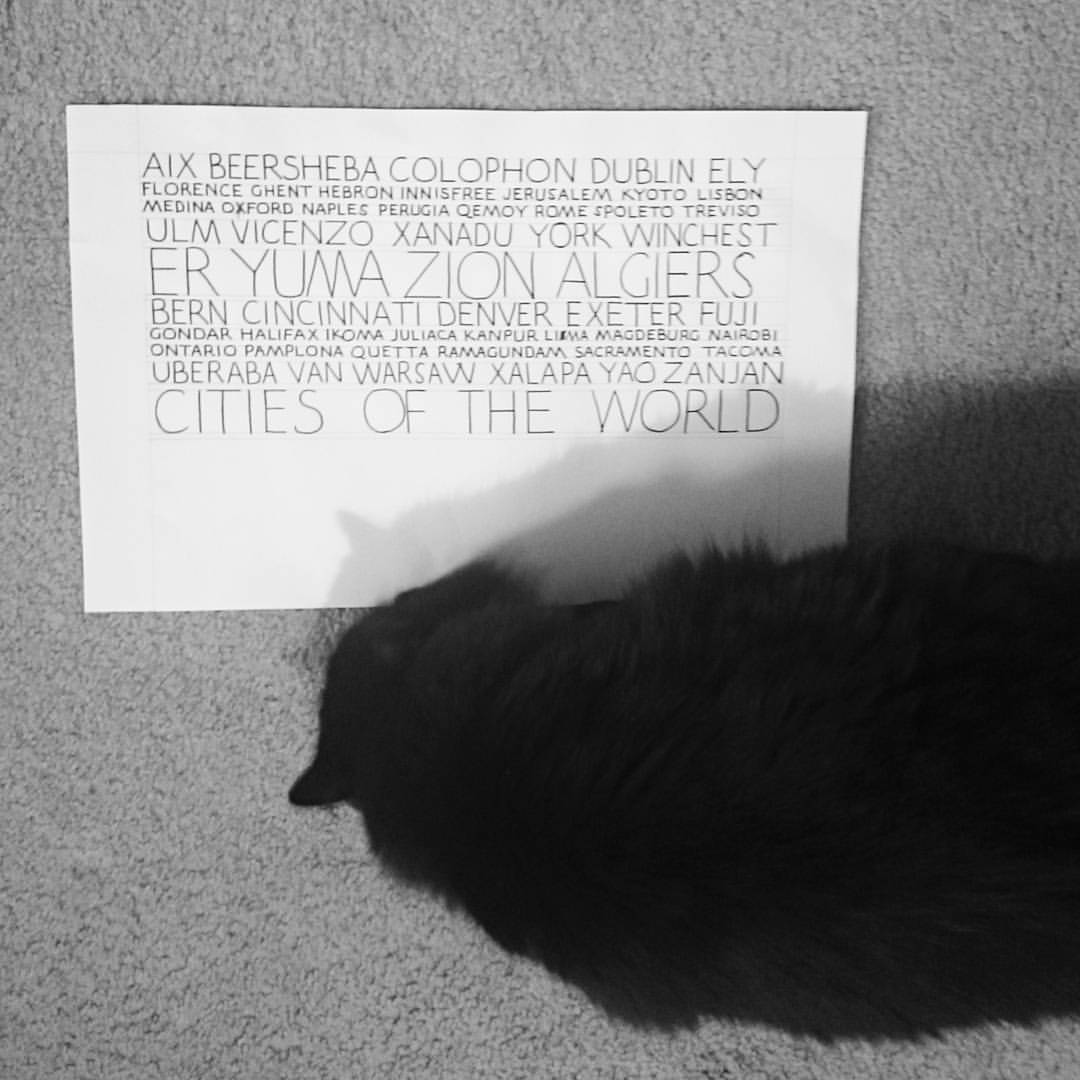 AIX BEERSHEBA COLOPHON DUBLIN ELY
FLORENCE GHENT HEBRON INNISFREE JERUSALEM KYOTO LISBON
MEDINA OXFORD NAPLES PERUGIA QEMOY ROME SPOLETO TREVISO
ULM VICENZO XANADU YORK WINCHEST
ER YUMA ZION ALGIERS
BERN CINCINNATI DENVER EXETER FUJI
GONDAR HALIFAX IKOMA JULIACA KANPUR LIMA MAGDEBURG NAIROBI
ONTARIO PAMPLONA QUETTA RAMAGUNDAM SACRAMENTO TACOMA
UBERABA VAN WARSAW XALAPA YAO ZANJAN
CITIES OF THE WORLD